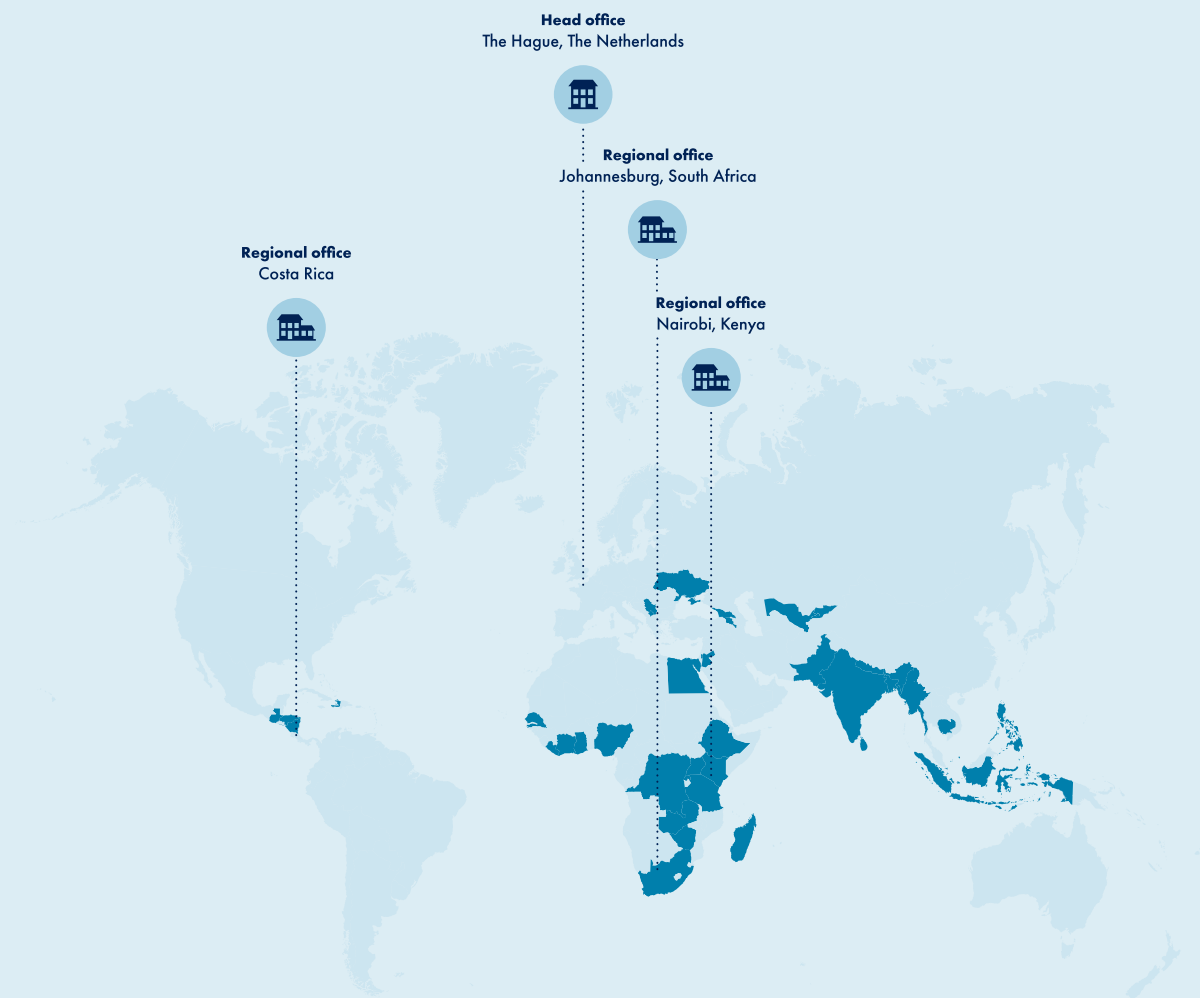 Head office
The Hague, The Netherlands
Regional office
Johannesburg, South Africa
Regional office
Costa Rica
Regional office
Nairobi, Kenya